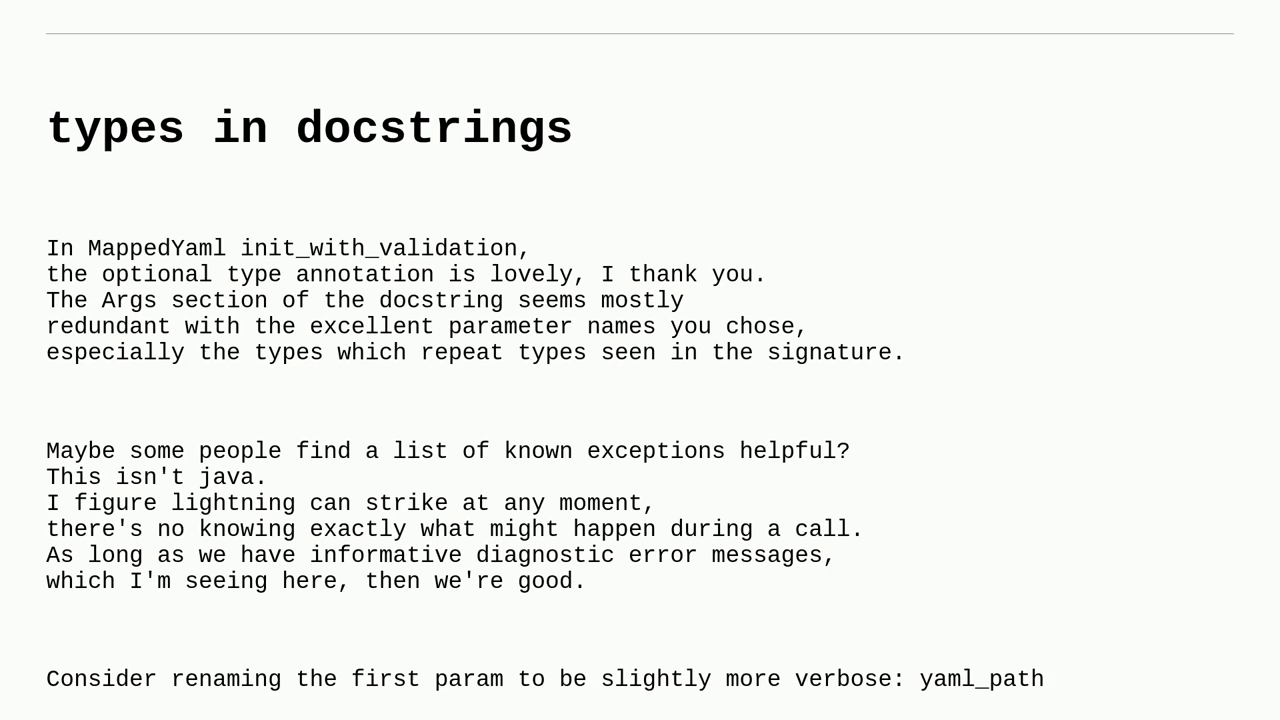 types in docstrings
In MappedYaml init_with_validation,
the optional type annotation is lovely, I thank you.
The Args section of the docstring seems mostly
redundant with the excellent parameter names you chose,
especially the types which repeat types seen in the signature.
Maybe some people find a list of known exceptions helpful?
This isn't java.
I figure lightning can strike at any moment,
there's no knowing exactly what might happen during a call.
As long as we have informative diagnostic error messages,
which I'm seeing here, then we're good.
Consider renaming the first param to be slightly more verbose: yaml_path